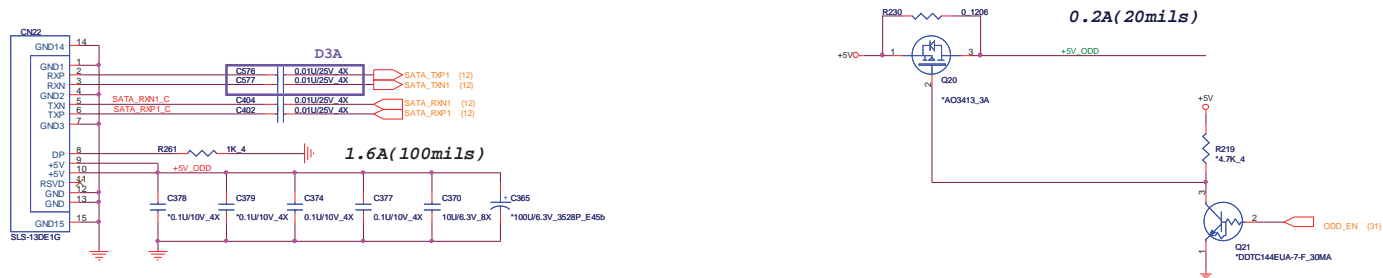 CN22
GND14 14
GND1 1
RXP 2
RXN 3
GND2 4
TXN 5
TXP 6
GND3 7
DP 8
+5V 9
+5V 10
RSVD 11
GND 12
GND 13
GND15 15
SLS-13DE1G
D3A
C576 0.01U/25V_4X SATA_TXP1 (12)
C577 0.01U/25V_4X SATA_TXN1 (12)
SATA_RXN1_C C404 0.01U/25V_4X SATA_RXN1 (12)
SATA_RXP1_C C402 0.01U/25V_4X SATA_RXP1 (12)
R261 1K_4
1.6A(100mils)
+5V_ODD
C378
*0.1U/10V_4X
C379
*0.1U/10V_4X
C374
0.1U/10V_4X
C377
0.1U/10V_4X
C370
10U/6.3V_8X
+ C365
*100U/6.3V_3528P_E45b
R230 0_1206
0.2A(20mils)
+5V 1 3 +5V_ODD
2
Q20
*AO3413_3A
+5V
R219
*4.7K_4
3
2 ODD_EN (31)
1
Q21
*DDTC144EUA-7-F_30MA